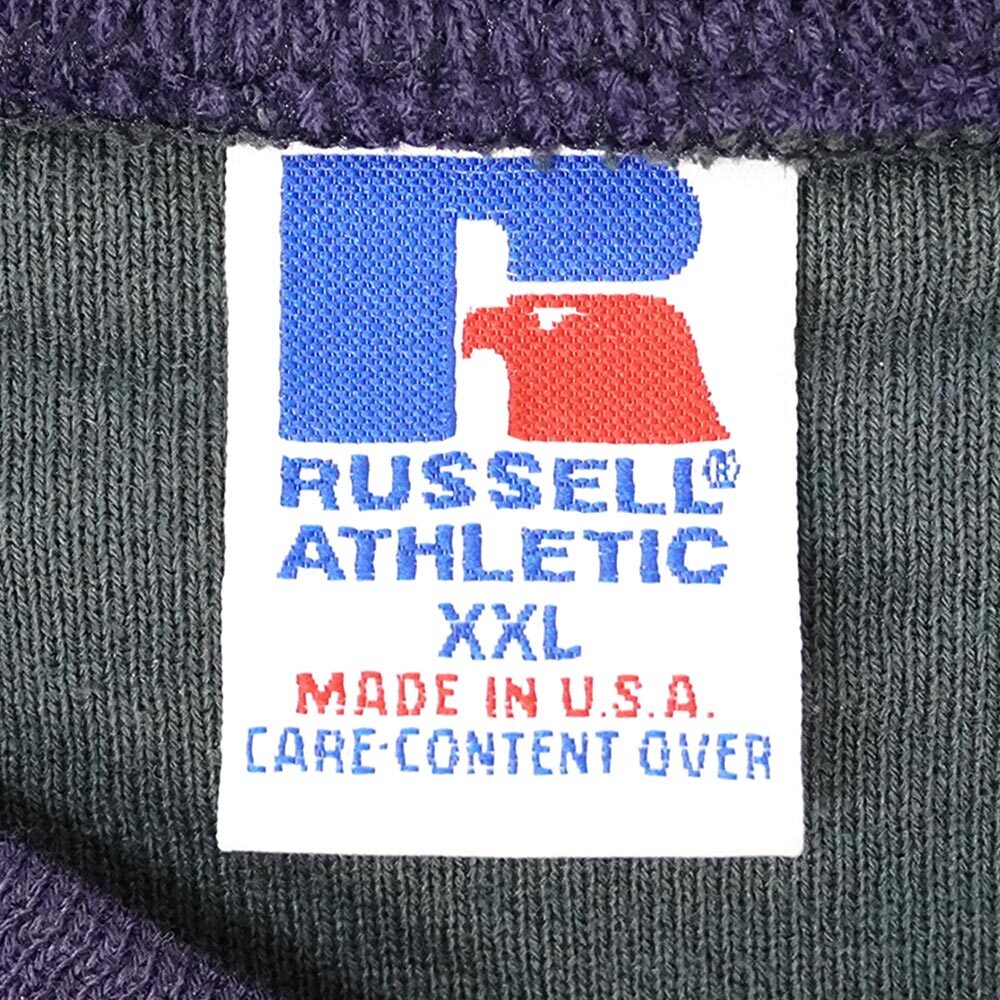 R
RUSSELL®
ATHLETIC
XXL
MADE IN U.S.A.
CARE-CONTENT OVER